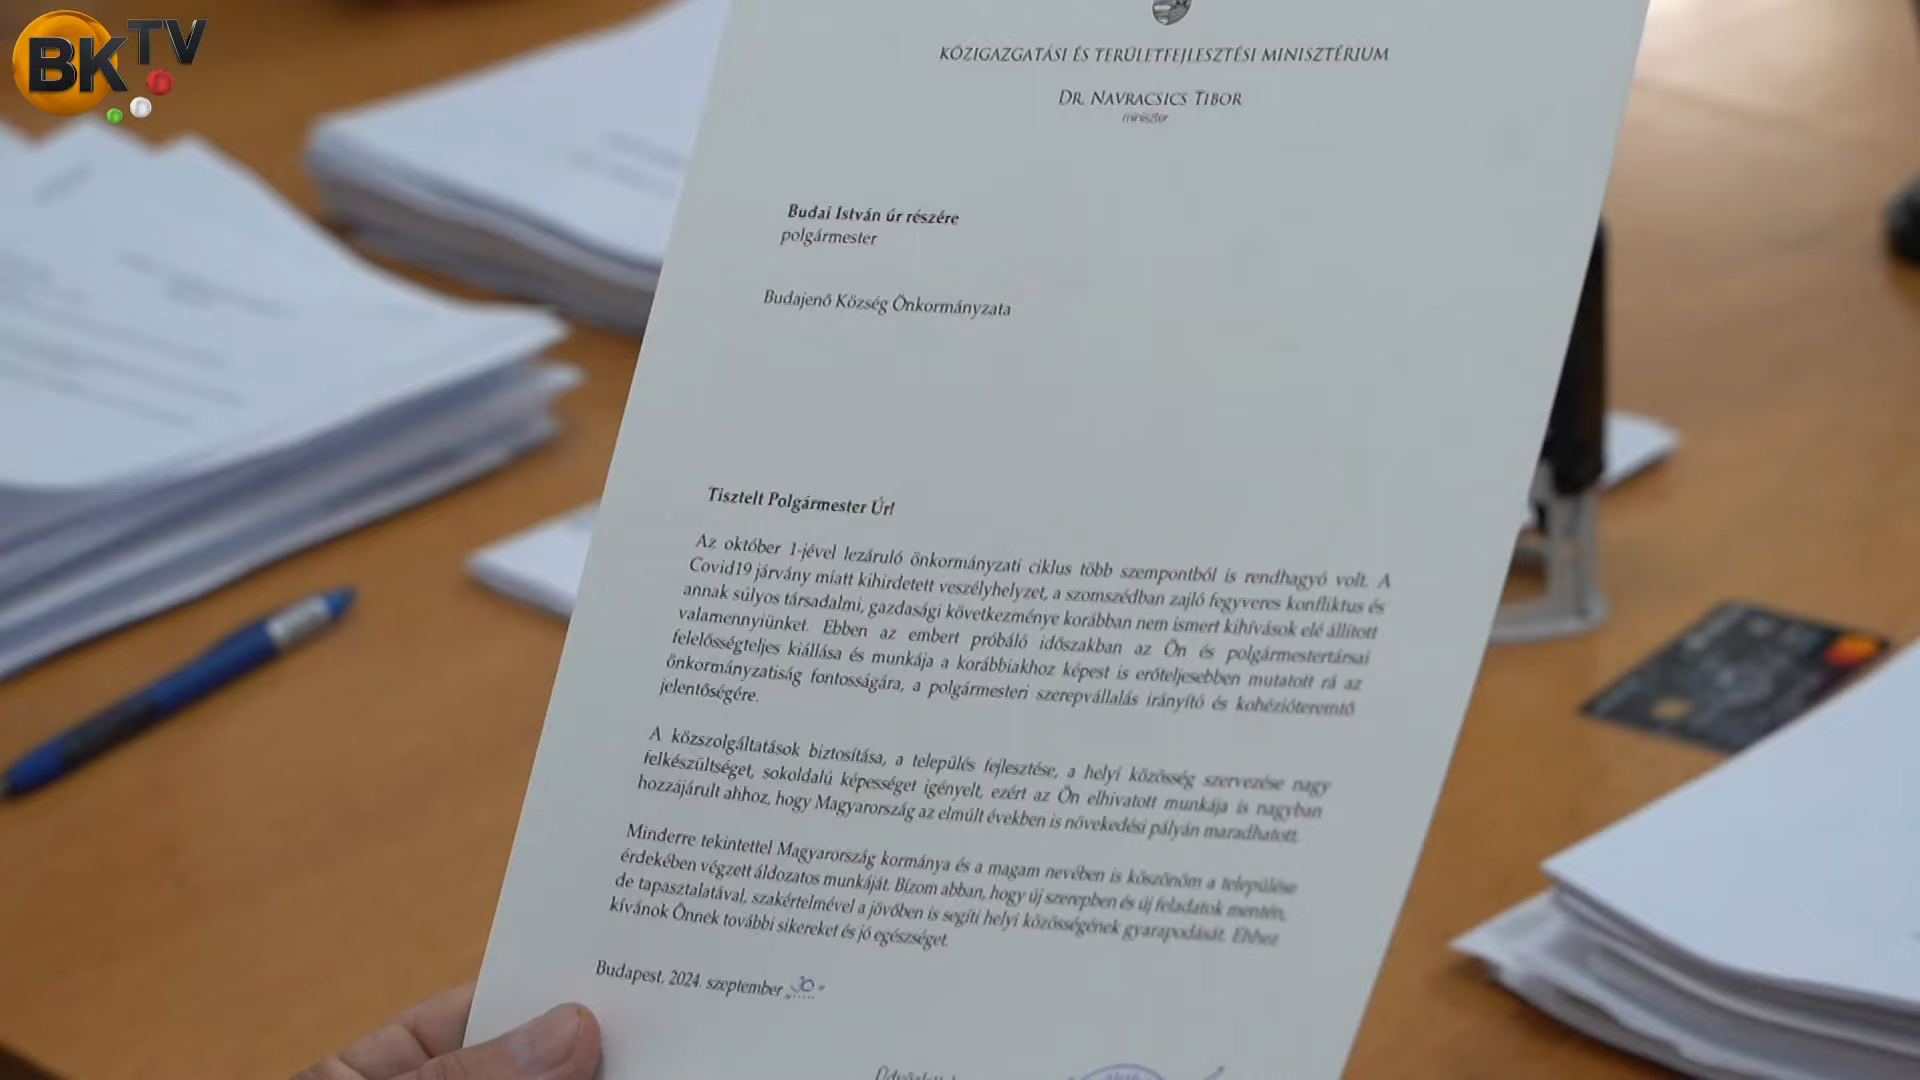 BKTV
KÖZIGAZGATÁSI ÉS TERÜLETFEJLESZTÉSI MINISZTÉRIUM
DR. NAVRACSICS TIBOR
miniszter
Budai István úr részére
polgármester
Budajenő Község Önkormányzata
Tisztelt Polgármester Úr!
Az október 1-jével lezáruló önkormányzati ciklus több szempontból is rendhagyó volt. A
Covid19 járvány miatt kihirdetett veszélyhelyzet, a szomszédban zajló fegyveres konfliktus és
annak súlyos társadalmi, gazdasági következménye korábban nem ismert kihívások elé állított
valamennyiünket. Ebben az embert próbáló időszakban az Ön és polgármestertársai
felelősségteljes kiállása és munkája a korábbiakhoz képest is erőteljesebben mutatott rá az
önkormányzatiság fontosságára, a polgármesteri szerepvállalás irányító és kohézióteremtő
jelentőségére.
A közszolgáltatások biztosítása, a település fejlesztése, a helyi közösség szervezése nagy
felkészültséget, sokoldalú képességet igényelt, ezért az Ön elhivatott munkája is nagyban
hozzájárult ahhoz, hogy Magyarország az elmúlt években is növekedési pályán maradhatott.
Minderre tekintettel Magyarország kormánya és a magam nevében is köszönöm a települése
érdekében végzett áldozatos munkáját. Bízom abban, hogy új szerepben és új feladatok mentén,
de tapasztalatával, szakértelmével a jövőben is segíti helyi közösségének gyarapodását. Ehhez
kívánok Önnek további sikereket és jó egészséget.
Budapest, 2024. szeptember „30”